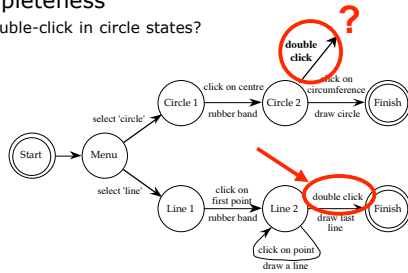 pleteness
uble-click in circle states?
?
double
click
Circle 1
click on centre
rubber band
Circle 2
click on
circumference
draw circle
Finish
select 'circle'
Start
Menu
select 'line'
Line 1
click on
first point
rubber band
Line 2
double click
draw last
line
Finish
click on point
draw a line